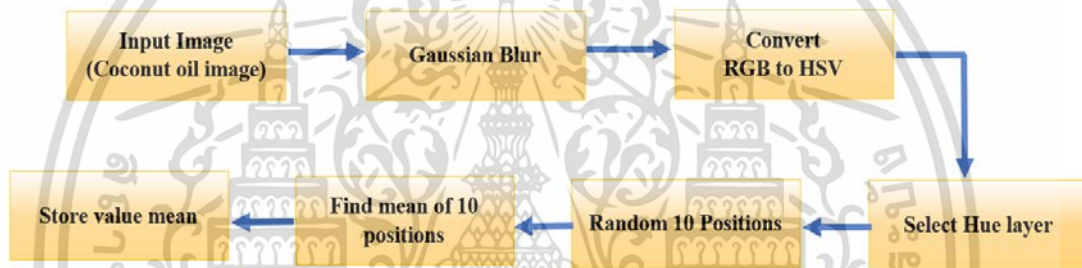 Input Image
(Coconut oil image)
Gaussian Blur
Convert
RGB to HSV
Select Hue layer
Random 10 Positions
Find mean of 10
positions
Store value mean